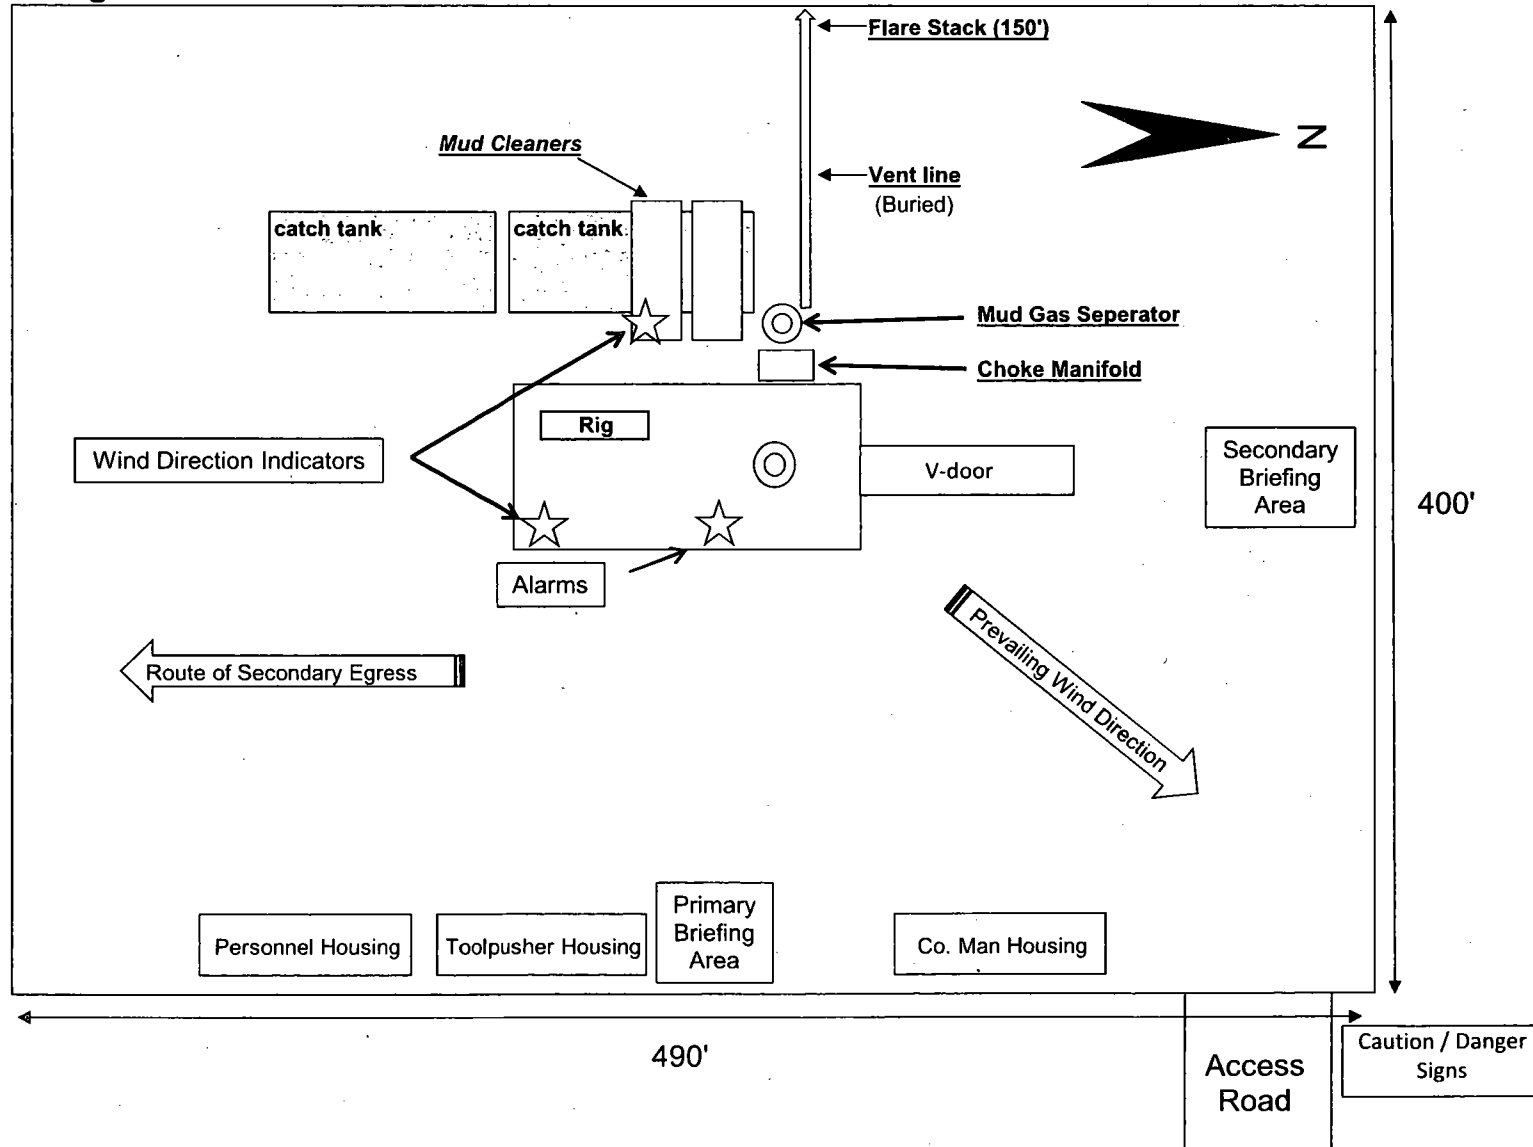 Flare Stack (150')
N
Mud Cleaners
Vent line
(Buried)
catch tank
catch tank
Mud Gas Seperator
Choke Manifold
Rig
Wind Direction Indicators
V-door
Secondary
Briefing
Area
400'
Alarms
Prevailing Wind Direction
Route of Secondary Egress
Primary
Briefing
Area
Personnel Housing
Toolpusher Housing
Co. Man Housing
490'
Access
Road
Caution / Danger
Signs